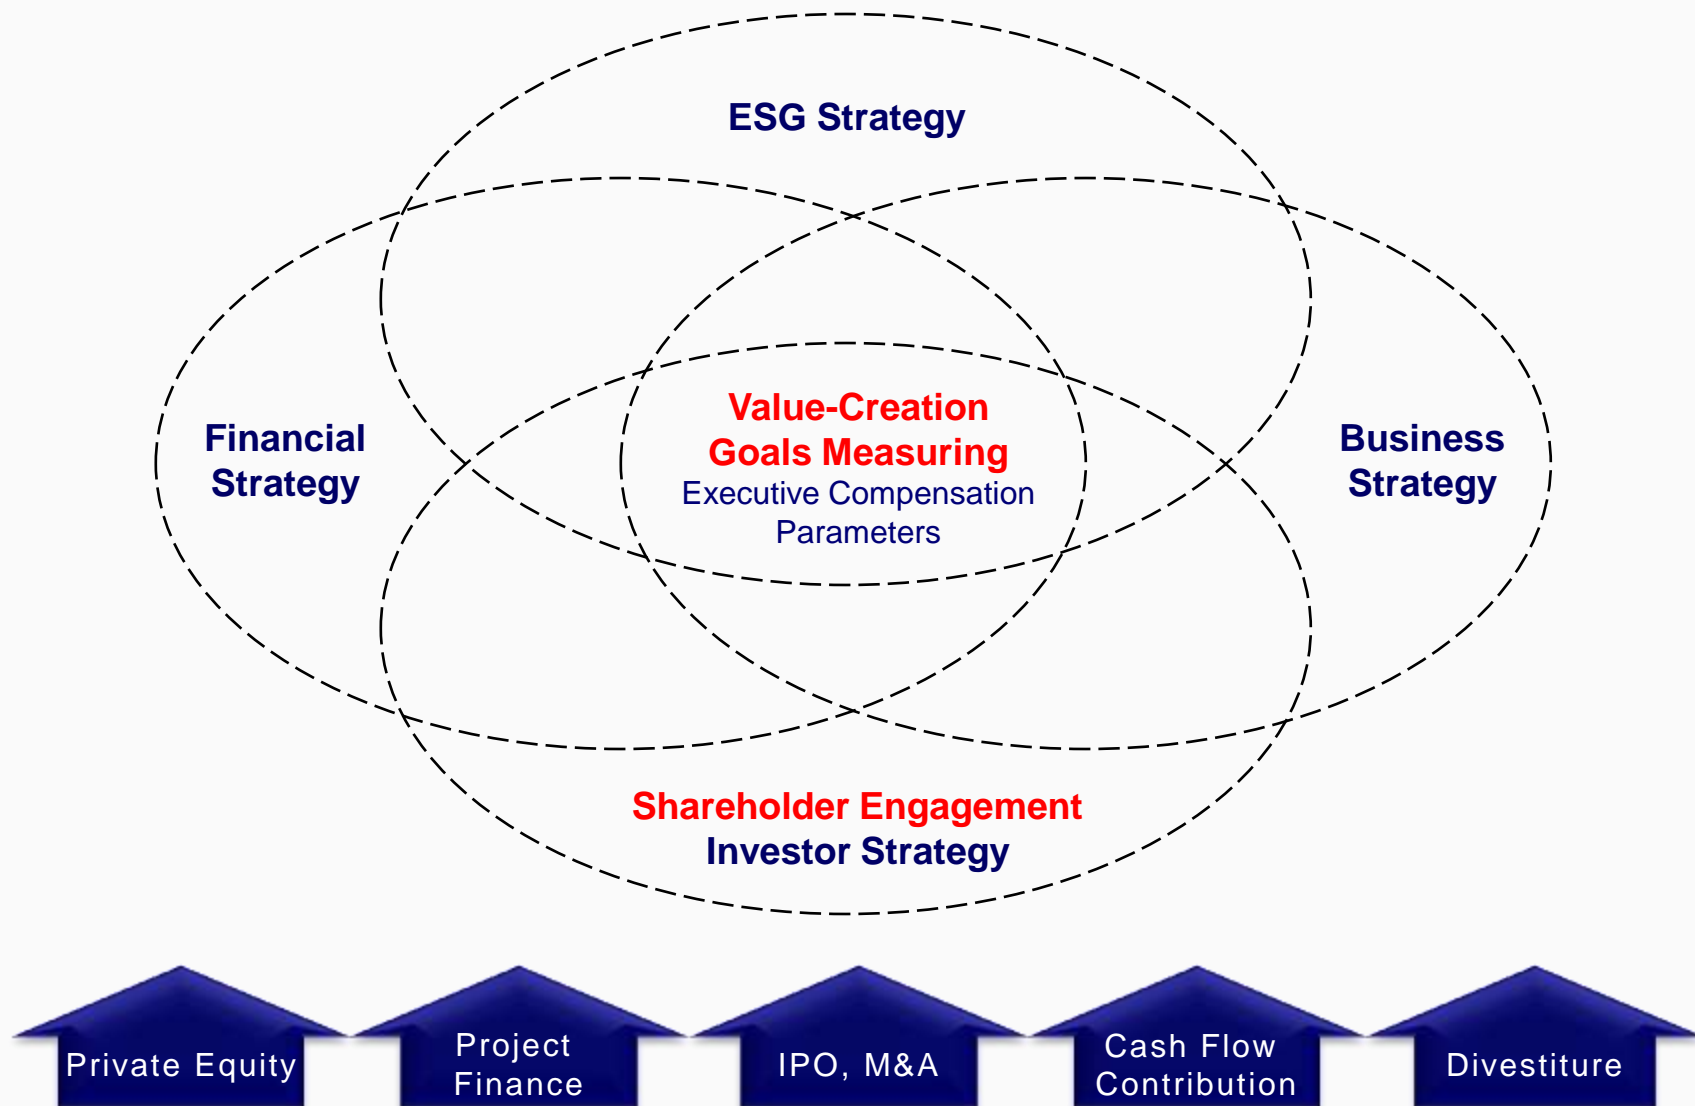 ESG Strategy
Financial
Strategy
Value-Creation
Goals Measuring
Executive Compensation
Parameters
Business
Strategy
Shareholder Engagement
Investor Strategy
Private Equity
Project
Finance
IPO, M&A
Cash Flow
Contribution
Divestiture